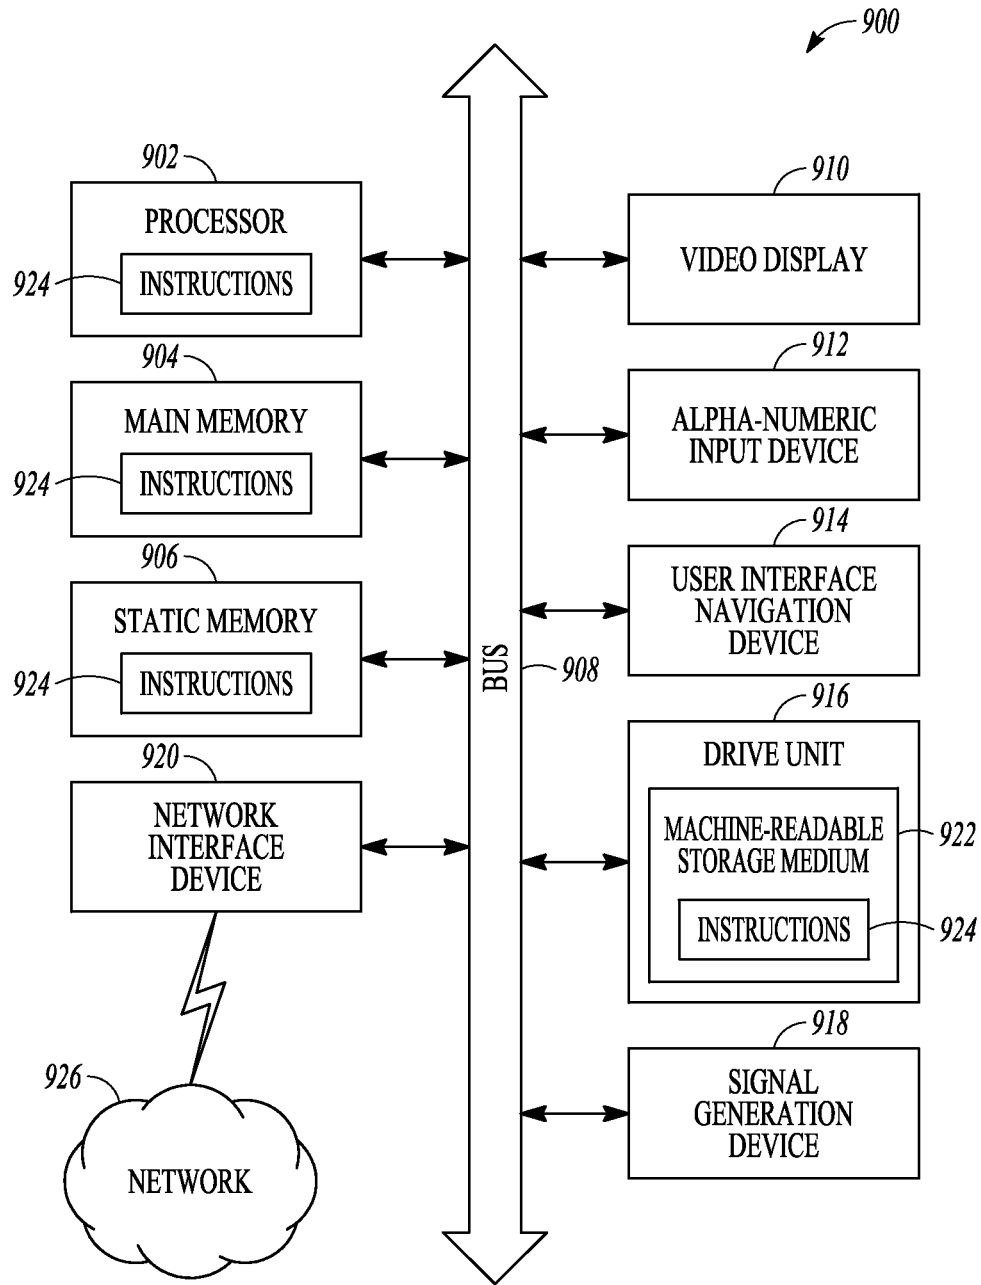 900
902
PROCESSOR
924
INSTRUCTIONS
904
MAIN MEMORY
924
INSTRUCTIONS
906
STATIC MEMORY
924
INSTRUCTIONS
920
NETWORK
INTERFACE
DEVICE
926
NETWORK
BUS
908
910
VIDEO DISPLAY
912
ALPHA-NUMERIC
INPUT DEVICE
914
USER INTERFACE
NAVIGATION
DEVICE
916
DRIVE UNIT
MACHINE-READABLE
STORAGE MEDIUM
922
INSTRUCTIONS
924
918
SIGNAL
GENERATION
DEVICE